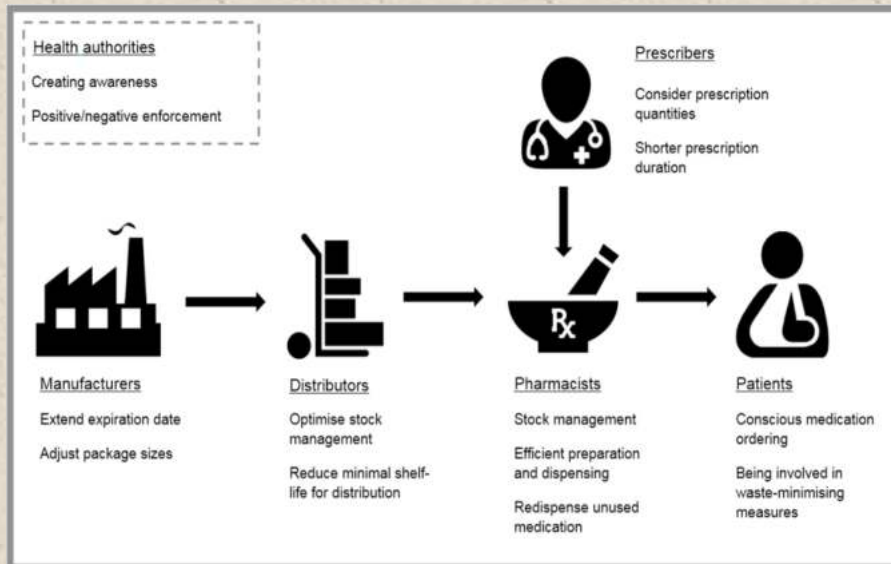 Health authorities
Creating awareness
Positive/negative enforcement
Prescribers
Consider prescription
quantities
Shorter prescription
duration
Rx
Manufacturers
Extend expiration date
Adjust package sizes
Distributors
Optimise stock
management
Reduce minimal shelf-
life for distribution
Pharmacists
Stock management
Efficient preparation
and dispensing
Redispense unused
medication
Patients
Conscious medication
ordering
Being involved in
waste-minimising
measures